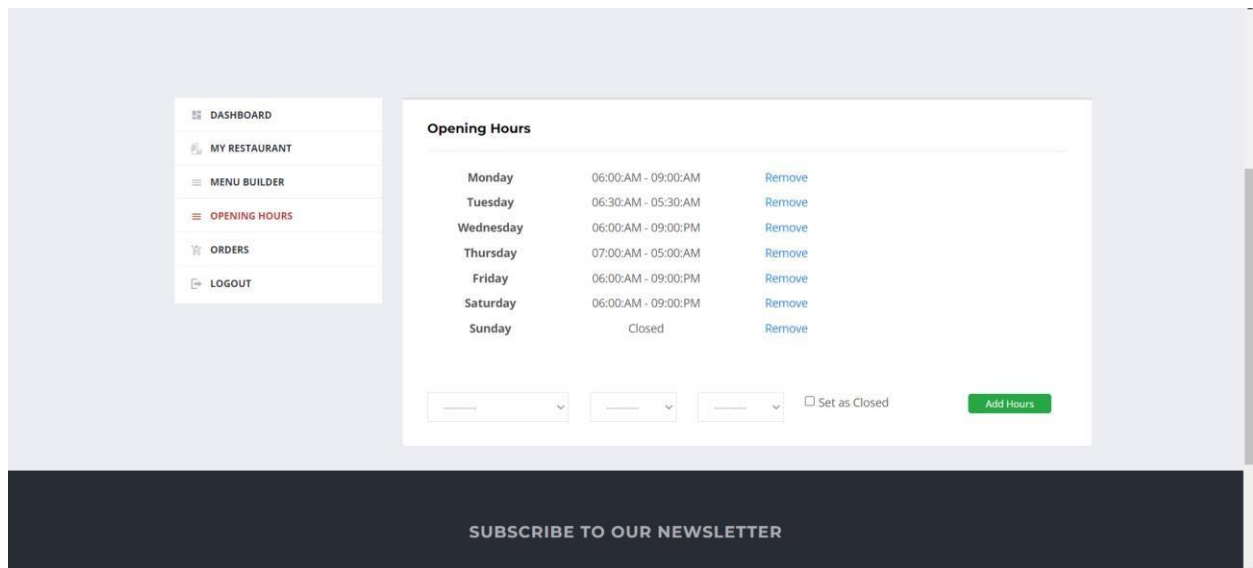 DASHBOARD
MY RESTAURANT
MENU BUILDER
OPENING HOURS
ORDERS
LOGOUT
Opening Hours
Monday 06:00:AM - 09:00:AM Remove
Tuesday 06:30:AM - 05:30:AM Remove
Wednesday 06:00:AM - 09:00:PM Remove
Thursday 07:00:AM - 05:00:AM Remove
Friday 06:00:AM - 09:00:PM Remove
Saturday 06:00:AM - 09:00:PM Remove
Sunday Closed Remove
--------- --------- --------- Set as Closed Add Hours
SUBSCRIBE TO OUR NEWSLETTER